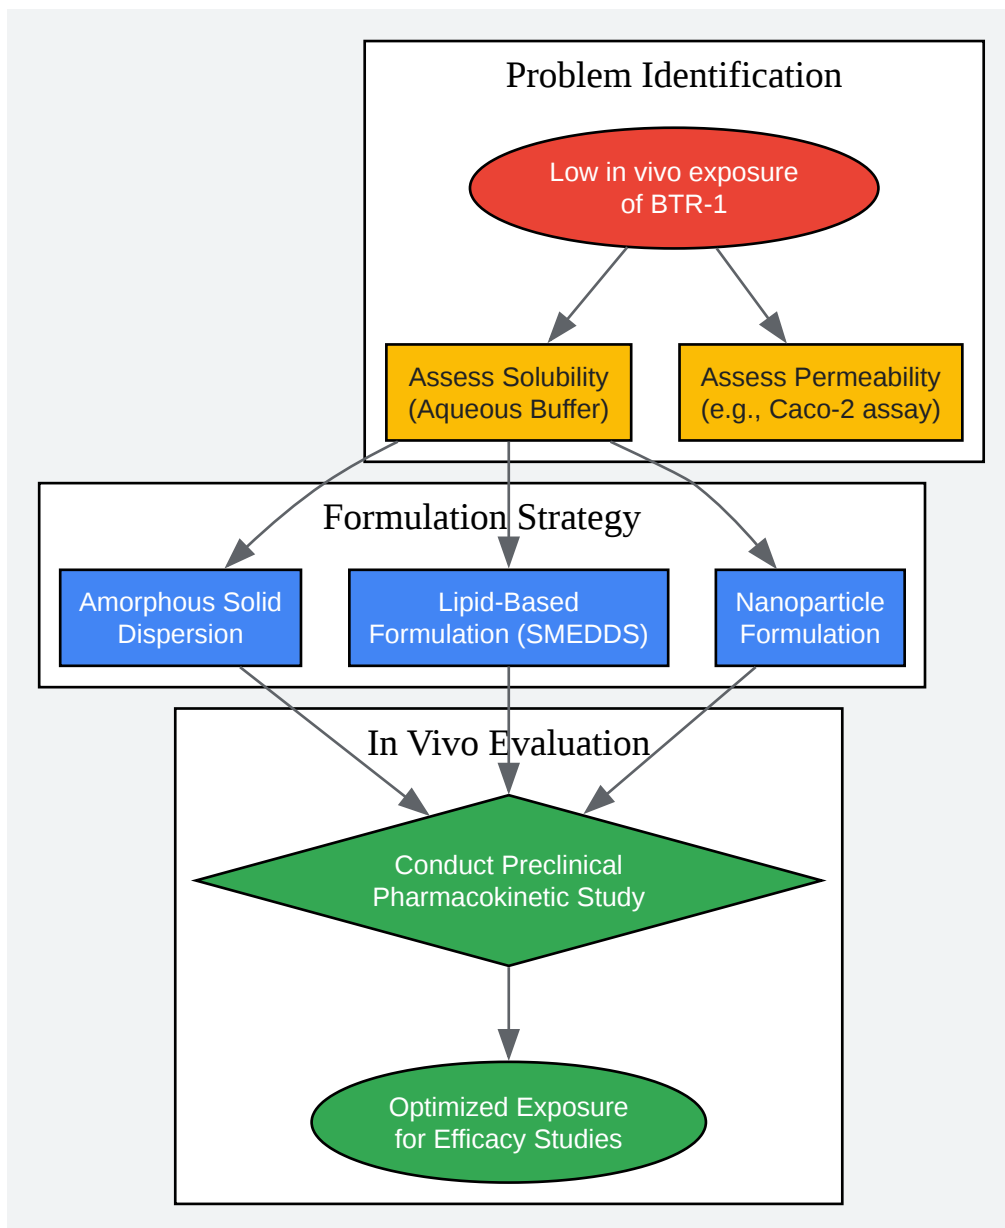 Problem Identification
Low in vivo exposure
of BTR-1
Assess Solubility
(Aqueous Buffer)
Assess Permeability
(e.g., Caco-2 assay)
Formulation Strategy
Amorphous Solid
Dispersion
Lipid-Based
Formulation (SMEDDS)
Nanoparticle
Formulation
In Vivo Evaluation
Conduct Preclinical
Pharmacokinetic Study
Optimized Exposure
for Efficacy Studies